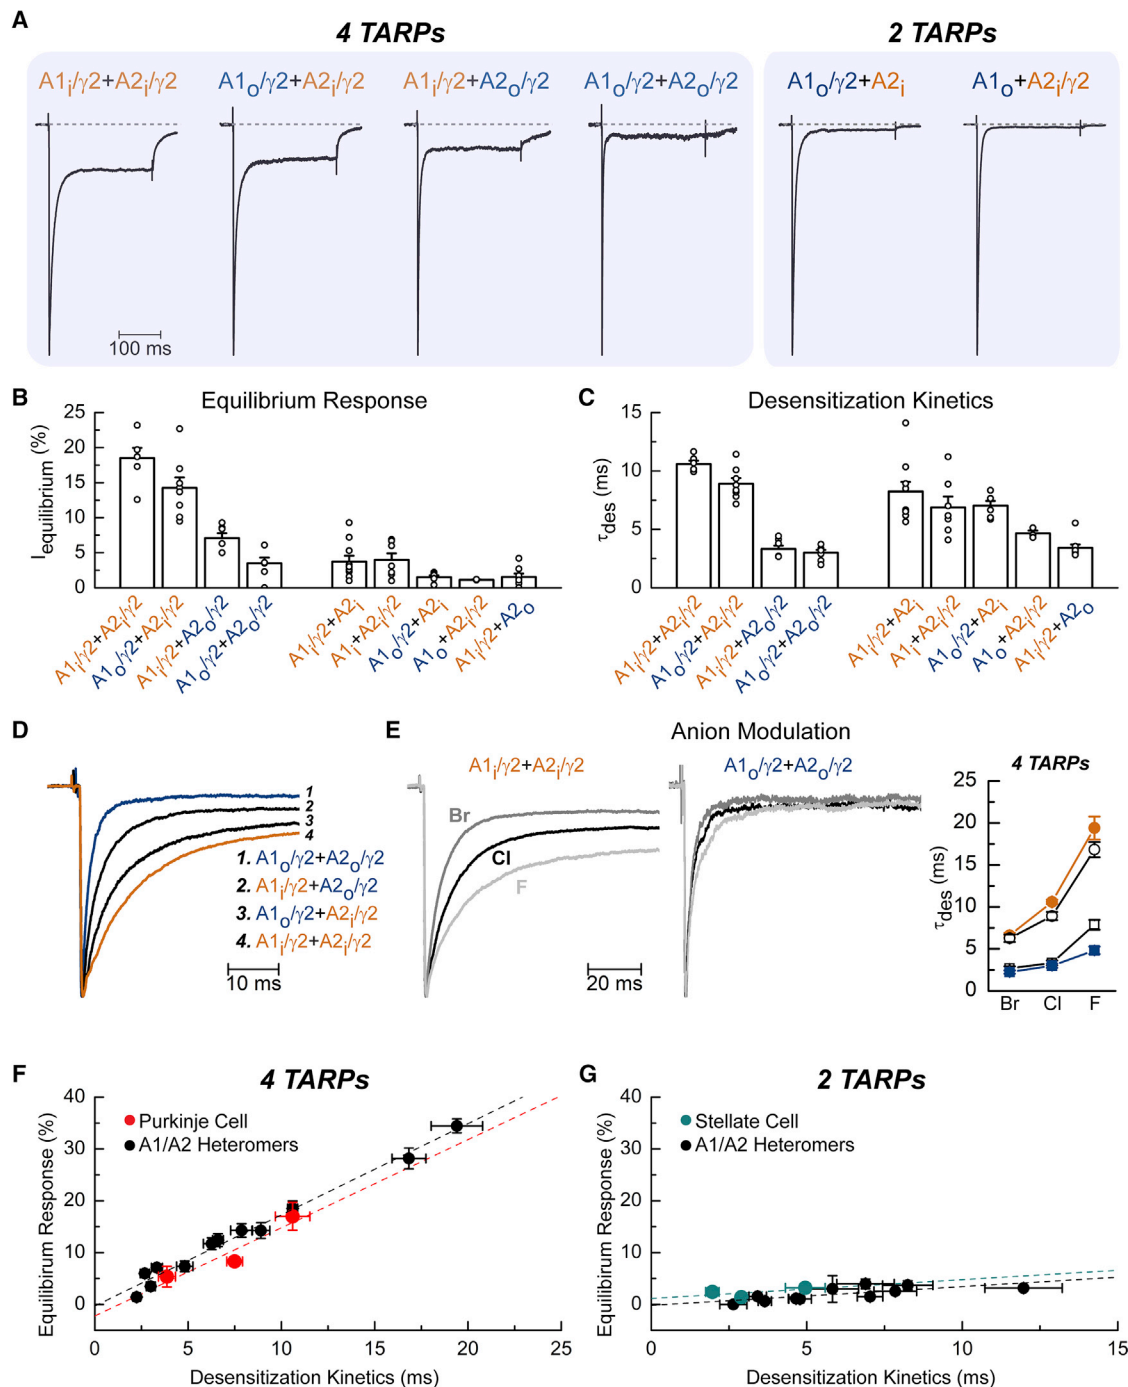 A
4 TARPs
2 TARPs
A1i/γ2+A2i/γ2
A1o/γ2+A2i/γ2
A1i/γ2+A2o/γ2
A1o/γ2+A2o/γ2
A1o/γ2+A2i
A1o+A2i/γ2
100 ms
B
Equilibrium Response
Iequilibrium (%)
25
20
15
10
5
0
A1i/γ2+A2i/γ2
A1o/γ2+A2i/γ2
A1i/γ2+A2o/γ2
A1o/γ2+A2o/γ2
A1i/γ2+A2i
A1i+A2i/γ2
A1o/γ2+A2i
A1o+A2i/γ2
A1i/γ2+A2o
C
Desensitization Kinetics
τdes (ms)
15
10
5
0
A1i/γ2+A2i/γ2
A1o/γ2+A2i/γ2
A1i/γ2+A2o/γ2
A1o/γ2+A2o/γ2
A1i/γ2+A2i
A1i+A2i/γ2
A1o/γ2+A2i
A1o+A2i/γ2
A1i/γ2+A2o
D
1
2
3
4
1. A1o/γ2+A2o/γ2
2. A1i/γ2+A2o/γ2
3. A1o/γ2+A2i/γ2
4. A1i/γ2+A2i/γ2
10 ms
E
Anion Modulation
A1i/γ2+A2i/γ2
A1o/γ2+A2o/γ2
Br
Cl
F
20 ms
4 TARPs
τdes (ms)
25
20
15
10
5
0
Br Cl F
F
4 TARPs
Equilibirum Response (%)
40
30
20
10
0
Purkinje Cell
A1/A2 Heteromers
0 5 10 15 20 25
Desensitization Kinetics (ms)
G
2 TARPs
Equilibirum Response (%)
40
30
20
10
0
Stellate Cell
A1/A2 Heteromers
0 5 10 15
Desensitization Kinetics (ms)